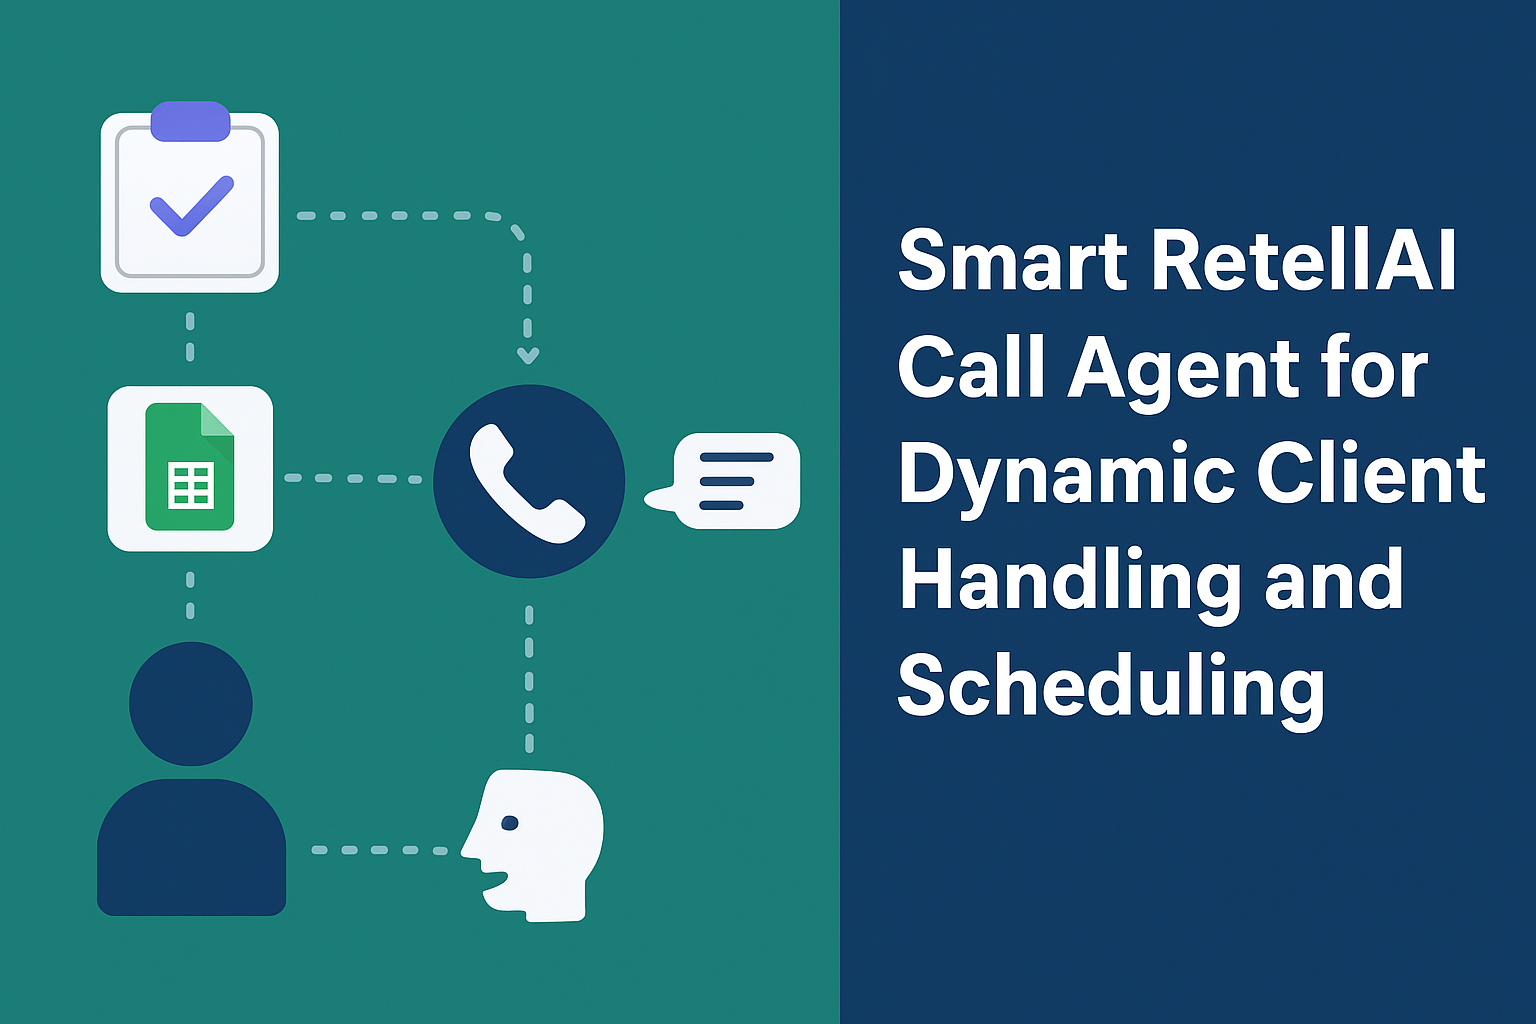 Smart RetellAI
Call Agent for
Dynamic Client
Handling and
Scheduling